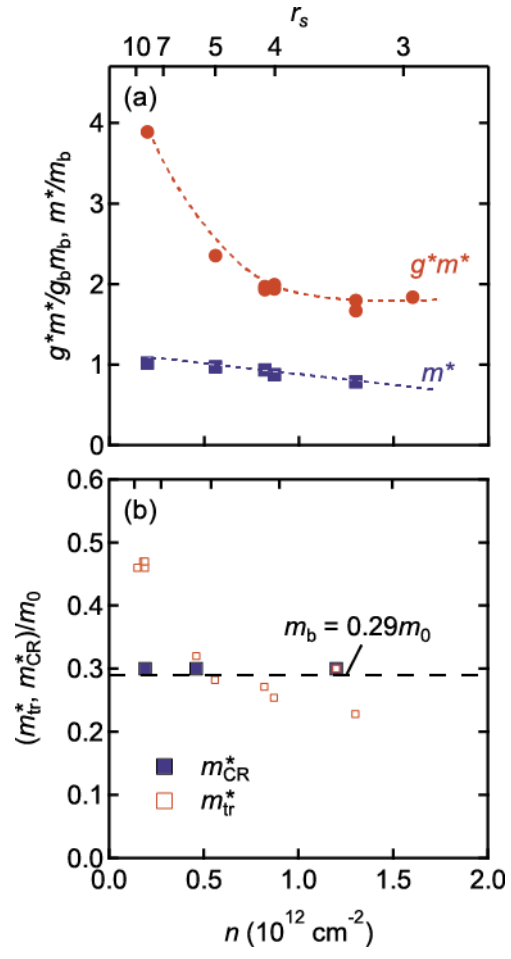 r_s
10 7 5 4 3
(a)
4
3
2
1
0
g*m*/g_b m_b, m*/m_b
g*m*
m*
(b)
0.6
0.5
0.4
0.3
0.2
0.1
0.0
(m*_tr, m*_CR)/m_0
m_b = 0.29m_0
m*_CR
m*_tr
0.0 0.5 1.0 1.5 2.0
n (10^12 cm^-2)